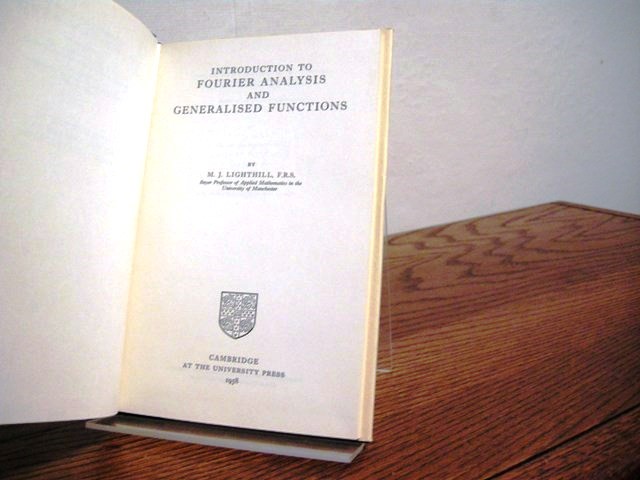 INTRODUCTION TO
FOURIER ANALYSIS
AND
GENERALISED FUNCTIONS
BY
M. J. LIGHTHILL, F.R.S.
Beyer Professor of Applied Mathematics in the
University of Manchester
CAMBRIDGE
AT THE UNIVERSITY PRESS
1958